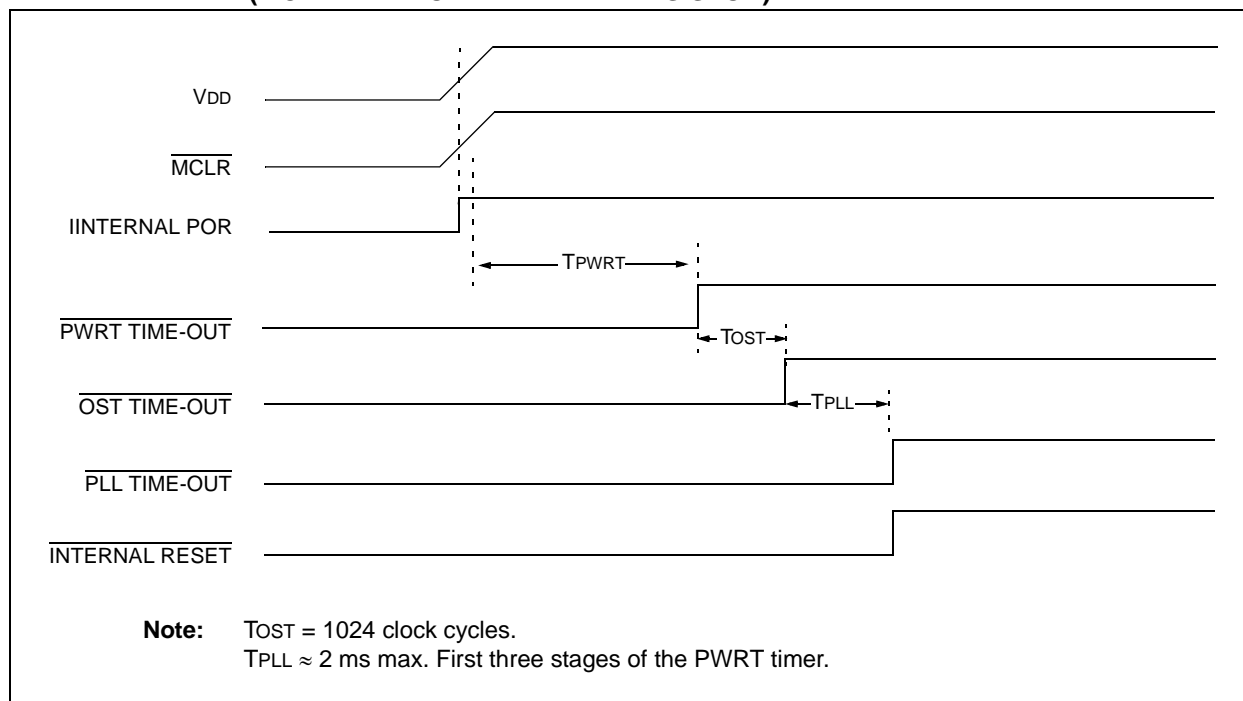 VDD
MCLR
IINTERNAL POR
TPWRT
PWRT TIME-OUT
TOST
OST TIME-OUT
TPLL
PLL TIME-OUT
INTERNAL RESET
Note: TOST = 1024 clock cycles.
TPLL ≈ 2 ms max. First three stages of the PWRT timer.